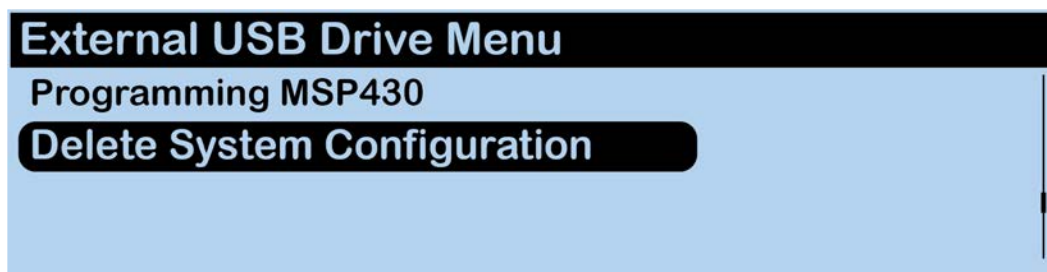 External USB Drive Menu
Programming MSP430
Delete System Configuration